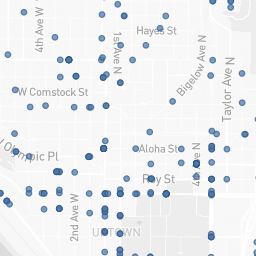 4th Ave W
1st Ave N
Hayes St
Bigelow Ave N
Taylor Ave N
W Comstock St
Olympic Pl
Aloha St
4th Ave N
Roy St
2nd Ave W
UPTOWN